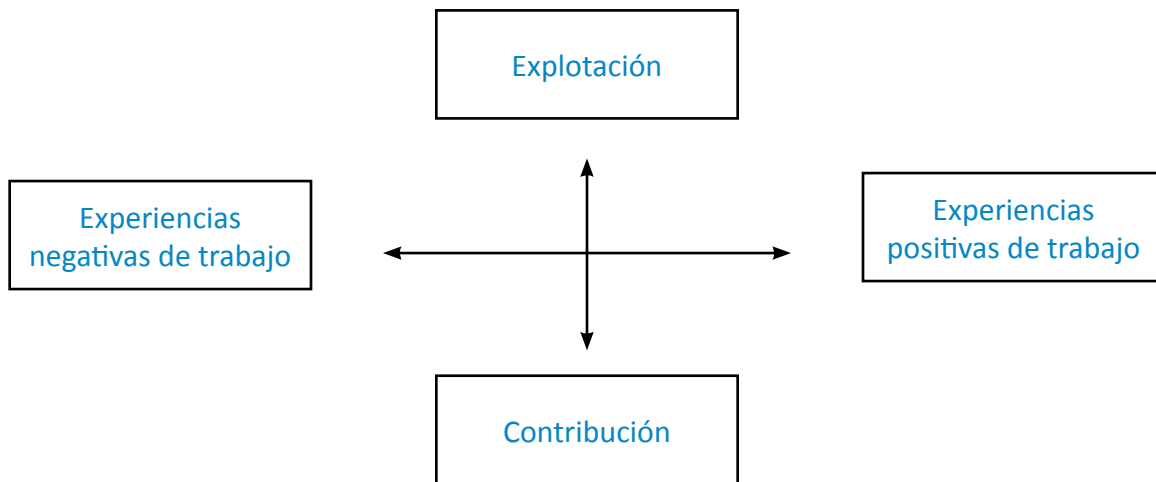 Explotación
Experiencias
negativas de trabajo
Experiencias
positivas de trabajo
Contribución